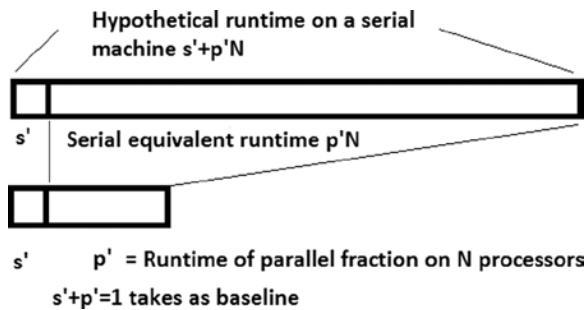 Hypothetical runtime on a serial
machine s'+p'N
s' Serial equivalent runtime p'N
s' p' = Runtime of parallel fraction on N processors
s'+p'=1 takes as baseline